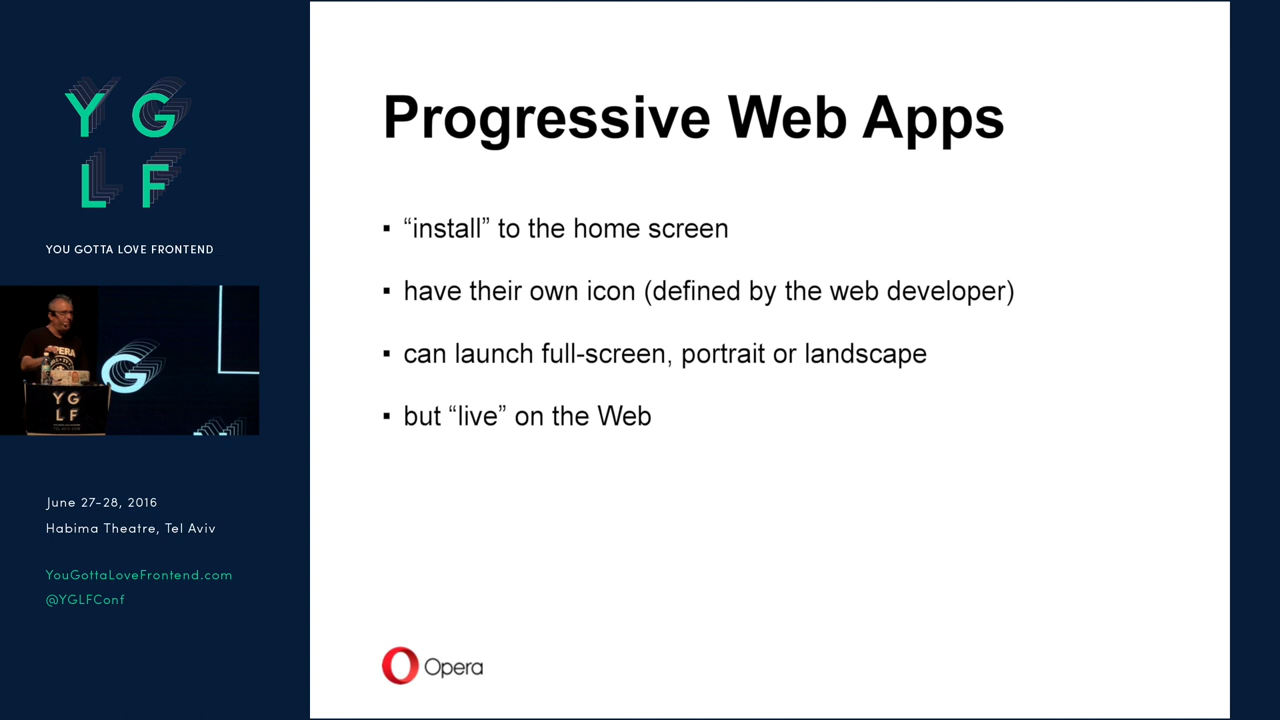 Y G
L F
YOU GOTTA LOVE FRONTEND
OPERA
G
Y G
L F
June 27-28, 2016
Habima Theatre, Tel Aviv
YouGottaLoveFrontend.com
@YGLFConf
Progressive Web Apps
▪ “install” to the home screen
▪ have their own icon (defined by the web developer)
▪ can launch full-screen, portrait or landscape
▪ but “live” on the Web
Opera